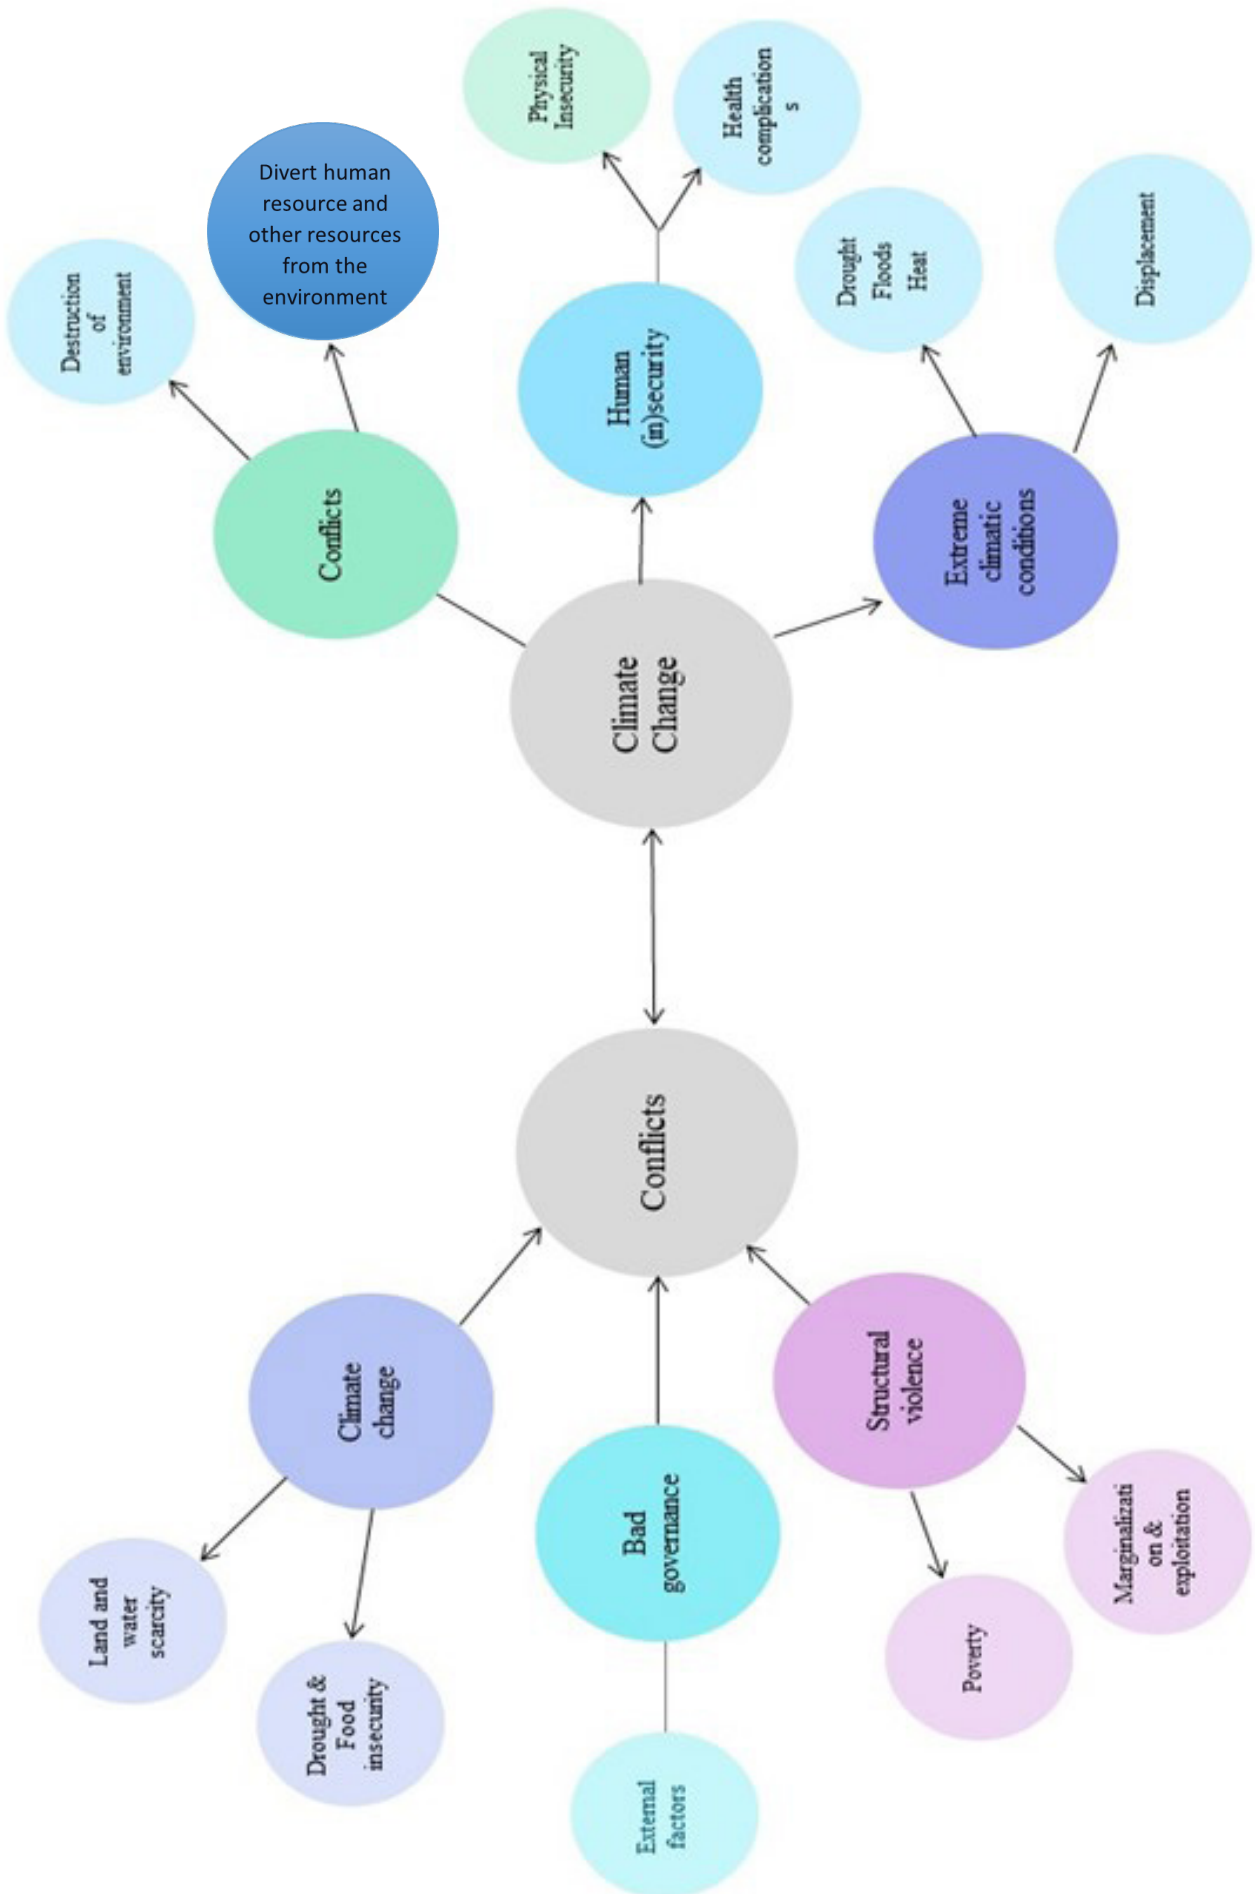 Divert human
resource and
other resources
from the
environment
Land and
water
scarcity
Climate
change
Destruction
of
environment
Conflicts
Drought &
Food
insecurity
External
factors
Bad
governance
Conflicts
Climate
Change
Human
(in)security
Physical
Insecurity
Health
complication
s
Poverty
Structural
violence
Extreme
climatic
conditions
Drought
Floods
Heat
Marginalizati
on &
exploitation
Displacement